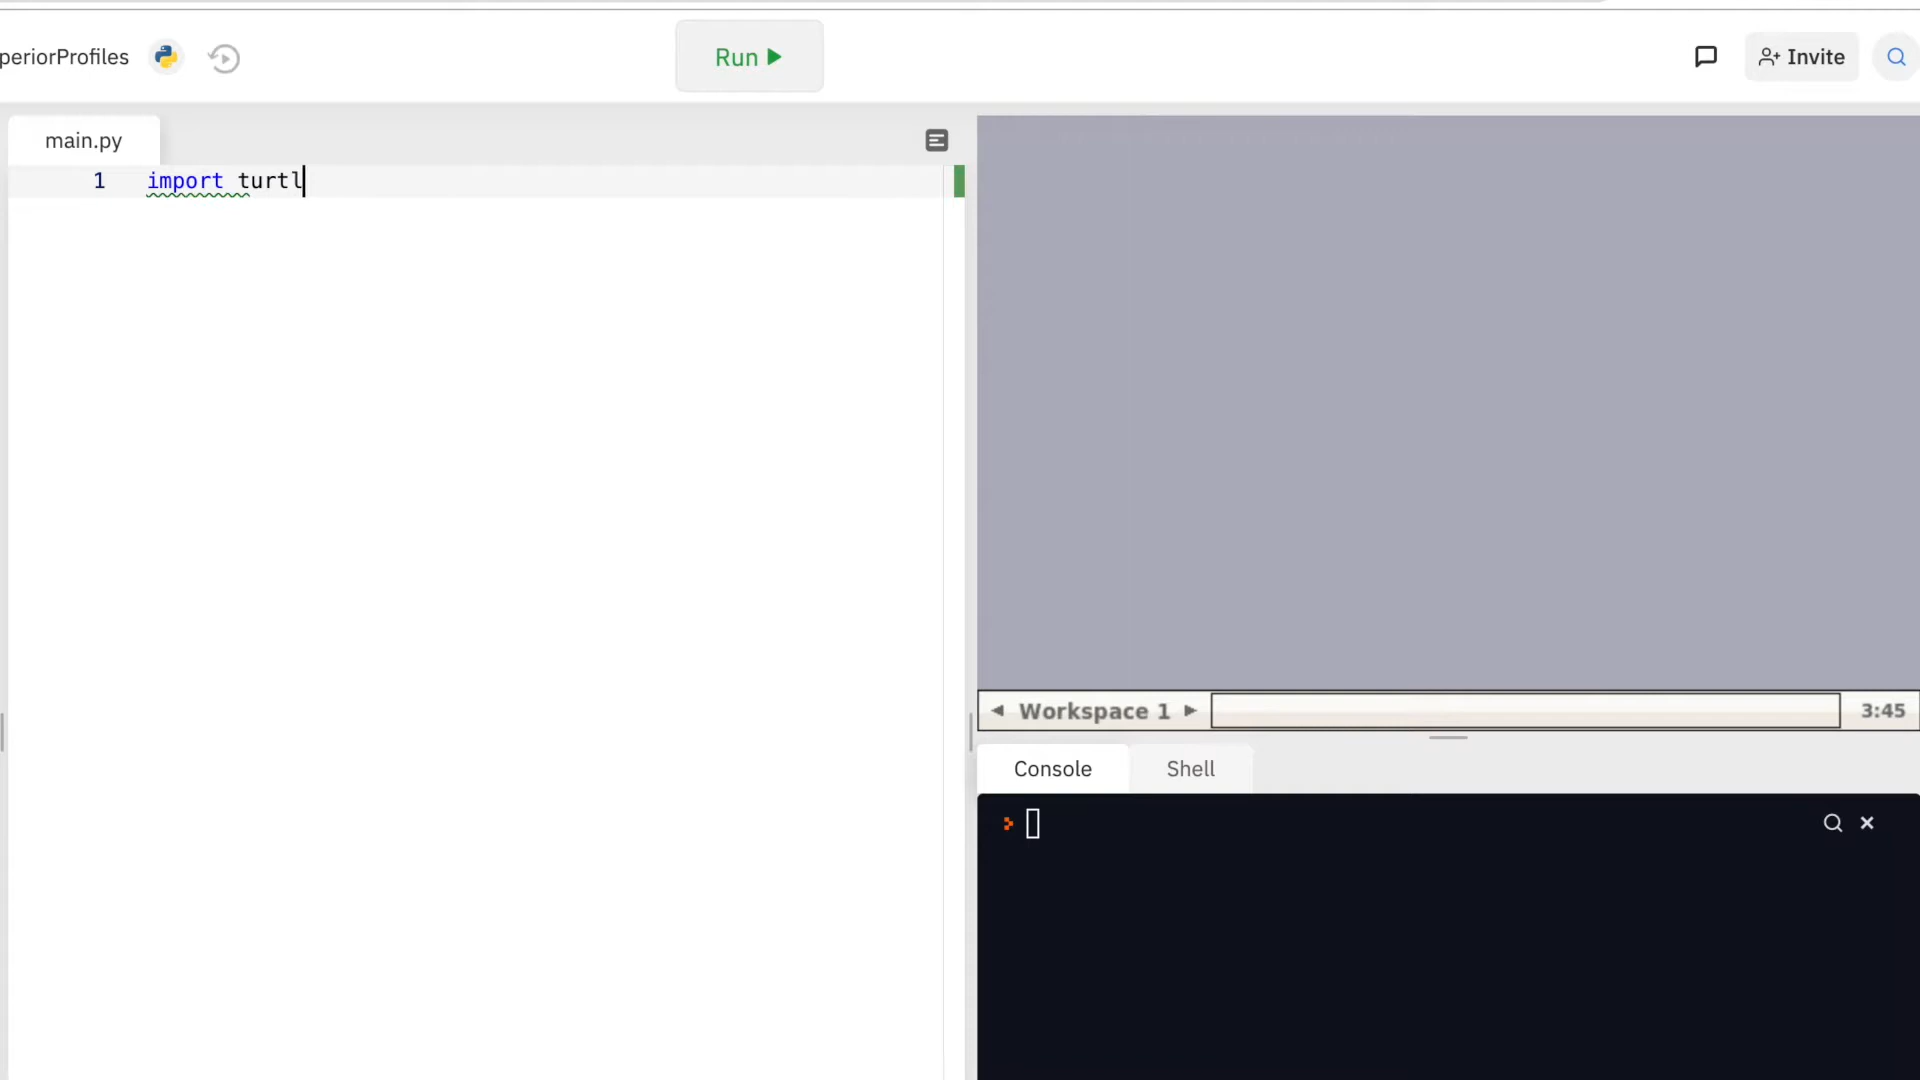 periorProfiles
Run
Invite
main.py
1 import turtl
Workspace 1
3:45
Console
Shell